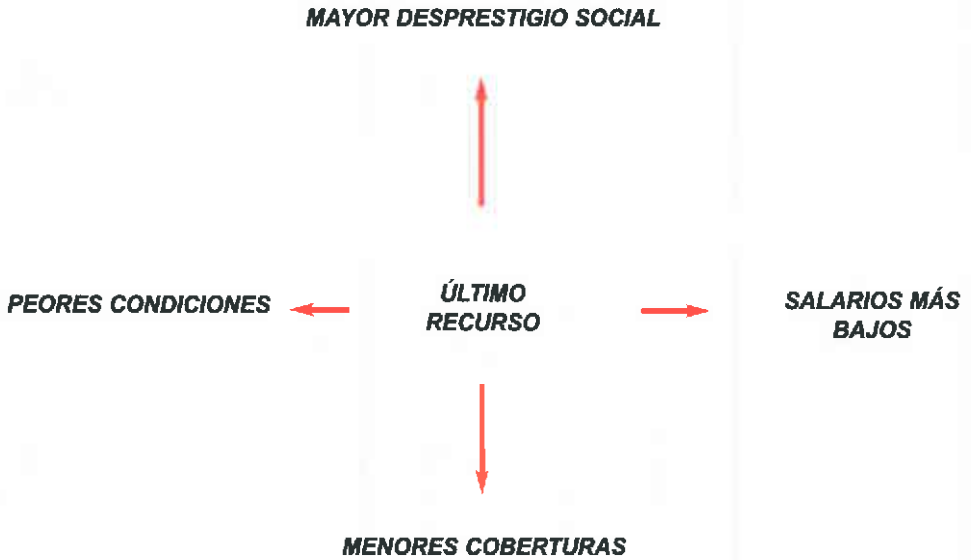 MAYOR DESPRESTIGIO SOCIAL
PEORES CONDICIONES
ÚLTIMO
RECURSO
SALARIOS MÁS
BAJOS
MENORES COBERTURAS